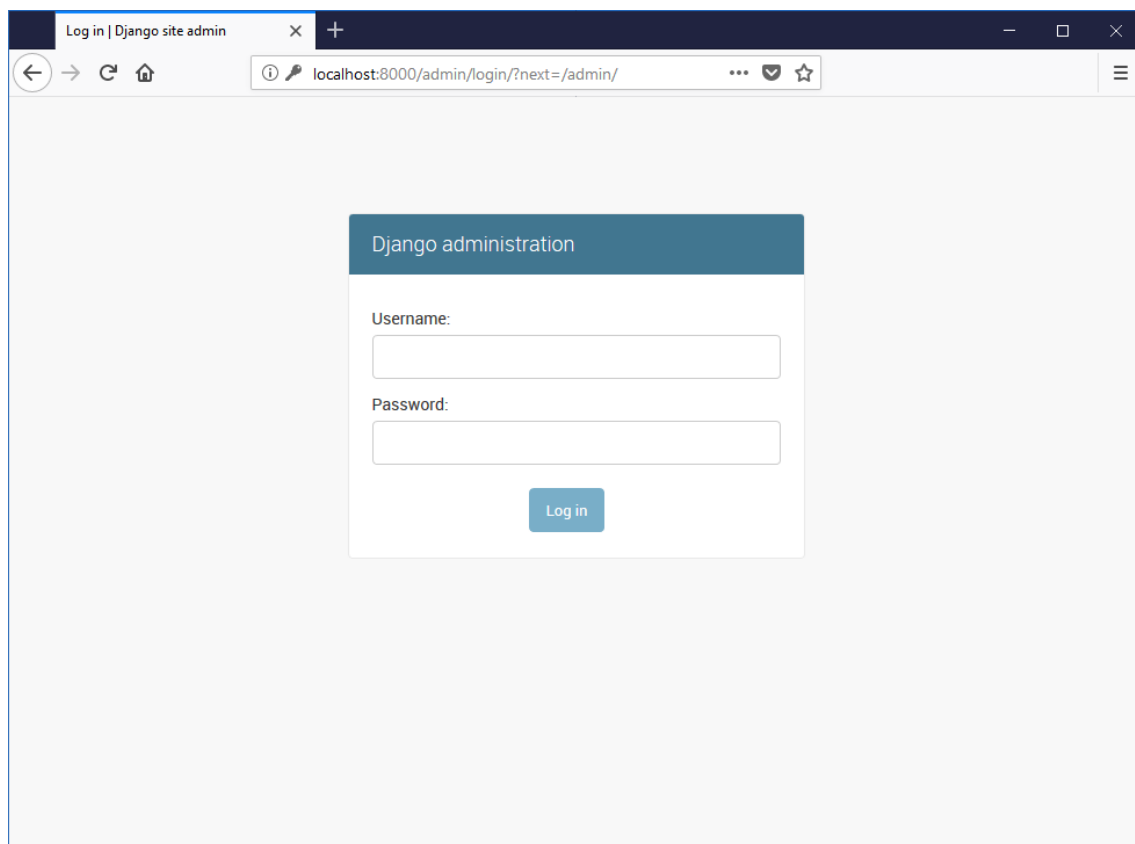 Log in | Django site admin
localhost:8000/admin/login/?next=/admin/
Django administration
Username:
Password:
Log in